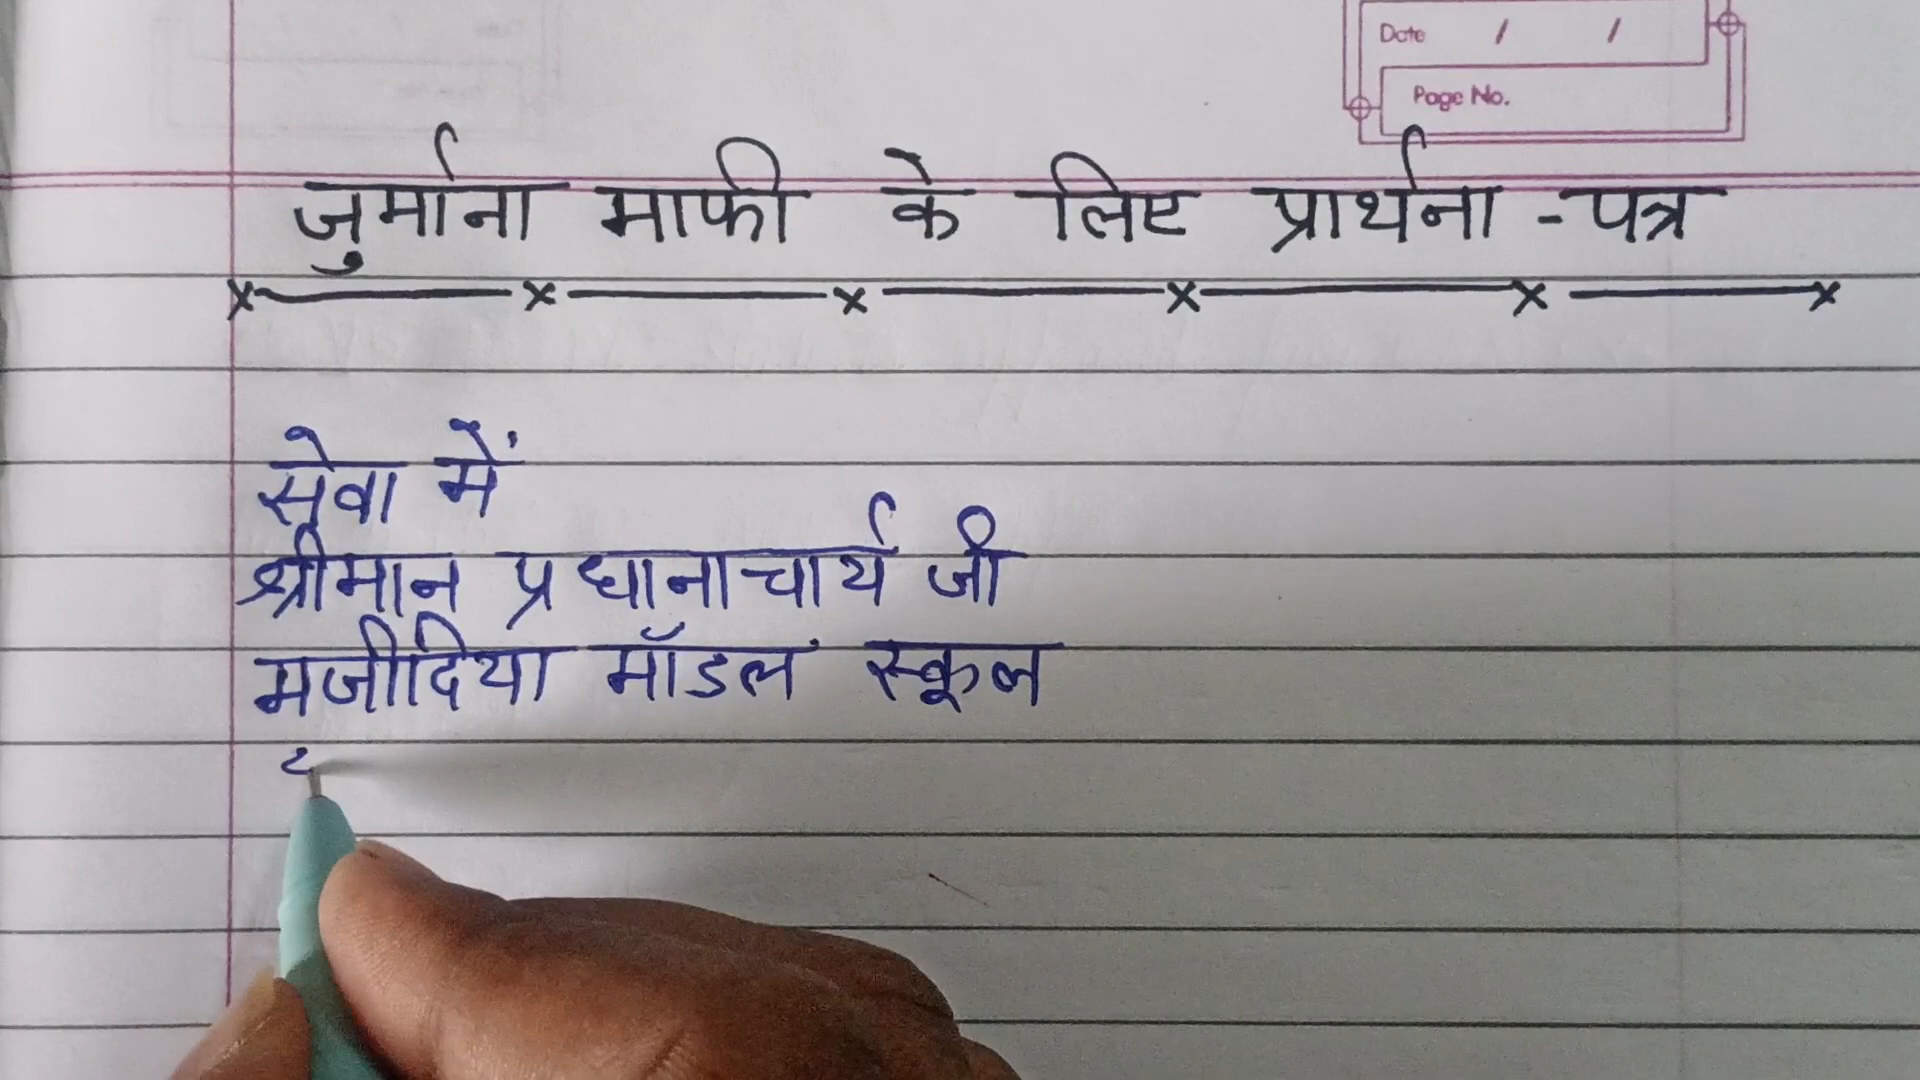 Date / /
Page No.
जुर्माना माफी के लिए प्रार्थना - पत्र
सेवा में
श्रीमान प्रधानाचार्य जी
मजीदिया मॉडल स्कूल